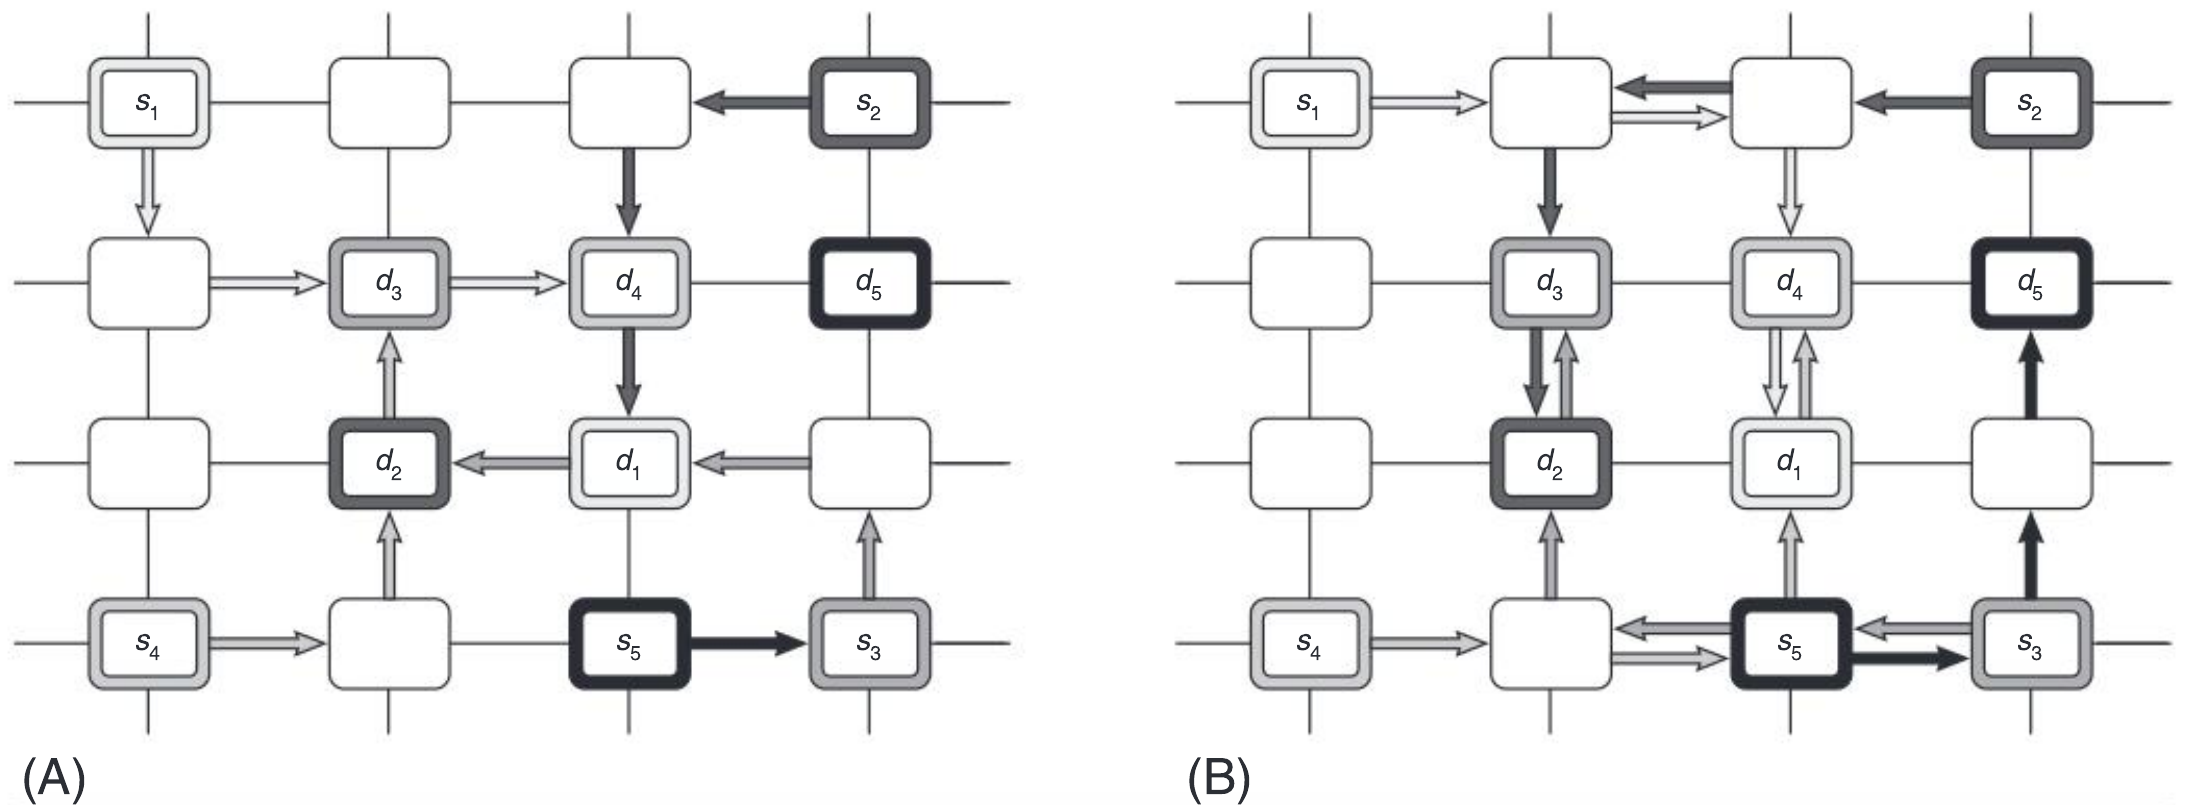 s1 s2 s1 s2
d3 d4 d5 d3 d4 d5
d2 d1 d2 d1
s4 s5 s3 s4 s5 s3
(A) (B)